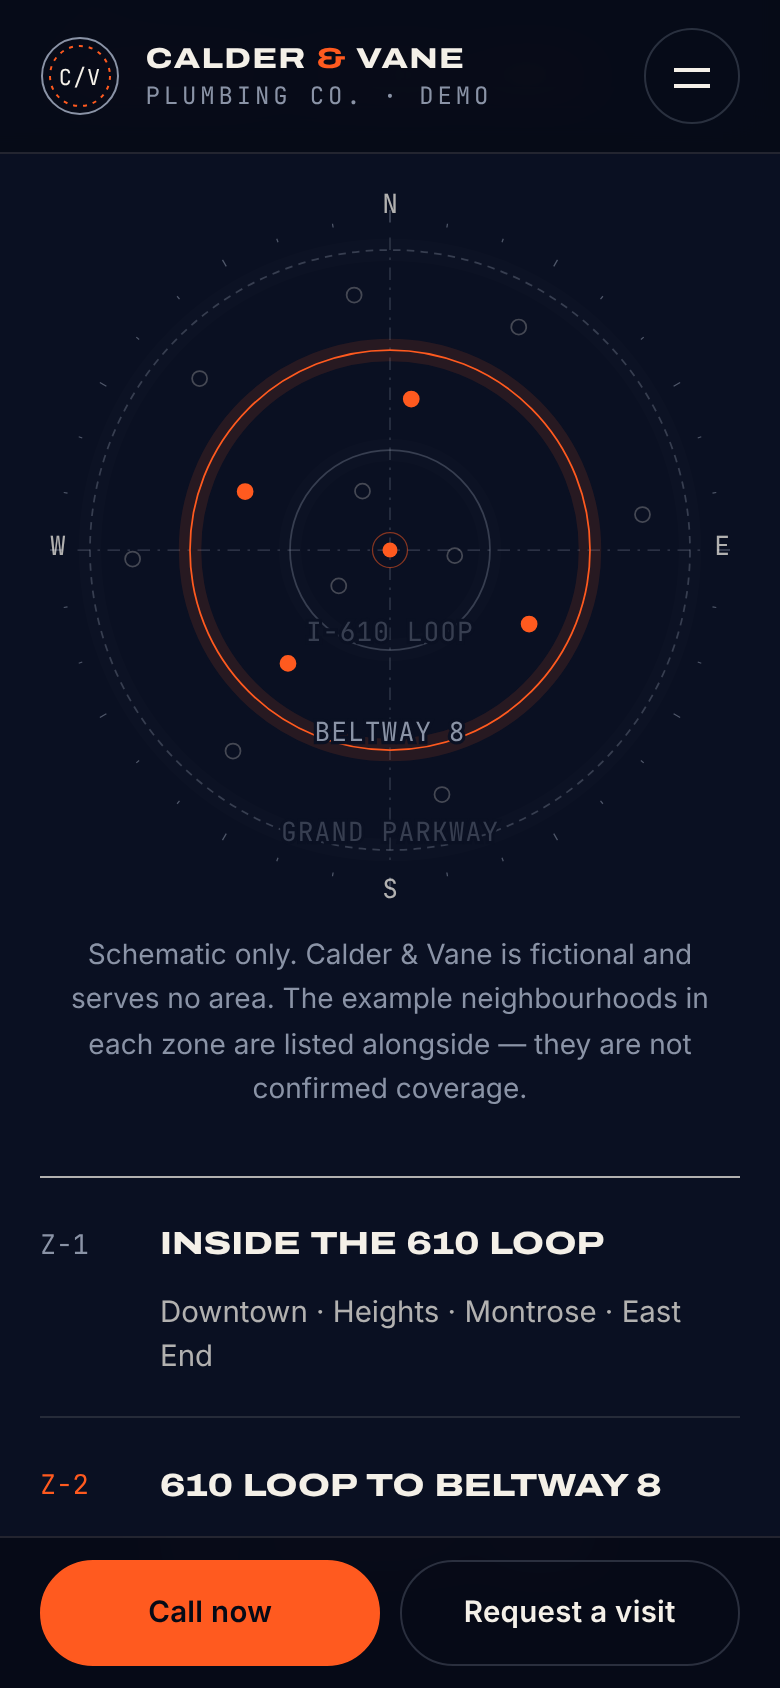 C/V
CALDER & VANE
PLUMBING CO. · DEMO
N
W
E
I-610 LOOP
BELTWAY 8
GRAND PARKWAY
S
Schematic only. Calder & Vane is fictional and
serves no area. The example neighbourhoods in
each zone are listed alongside — they are not
confirmed coverage.
Z-1
INSIDE THE 610 LOOP
Downtown · Heights · Montrose · East
End
Z-2
610 LOOP TO BELTWAY 8
Call now
Request a visit